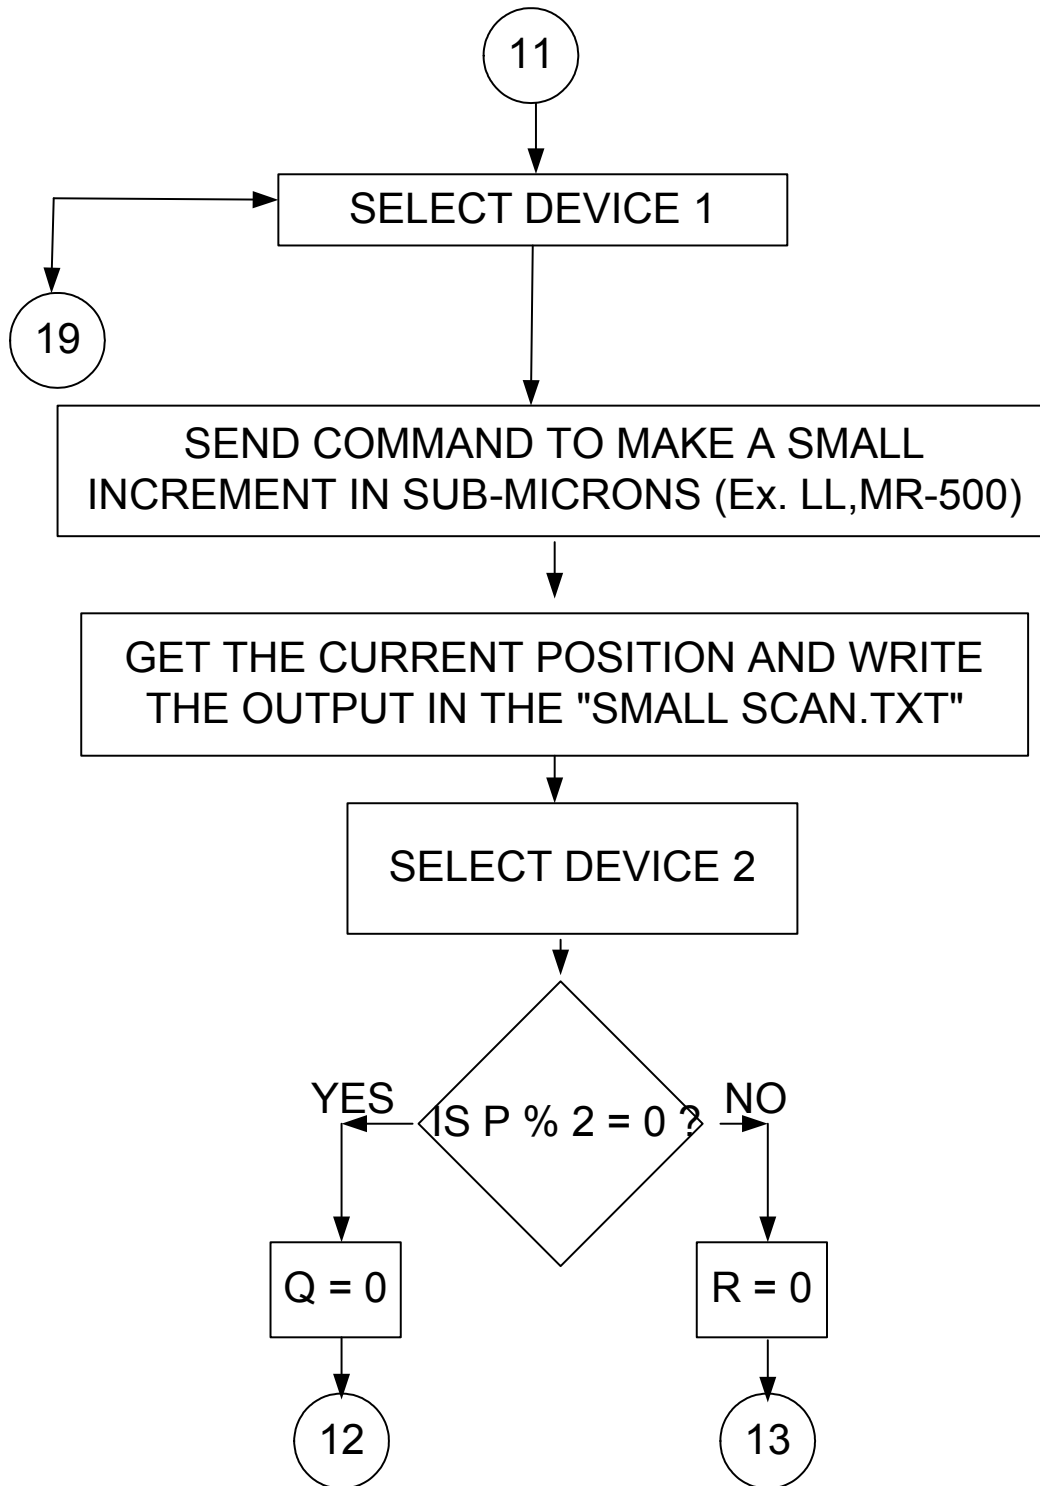 11
SELECT DEVICE 1
19
SEND COMMAND TO MAKE A SMALL
INCREMENT IN SUB-MICRONS (Ex. LL,MR-500)
GET THE CURRENT POSITION AND WRITE
THE OUTPUT IN THE "SMALL SCAN.TXT"
SELECT DEVICE 2
YES
IS P % 2 = 0 ?
NO
Q = 0
R = 0
12
13